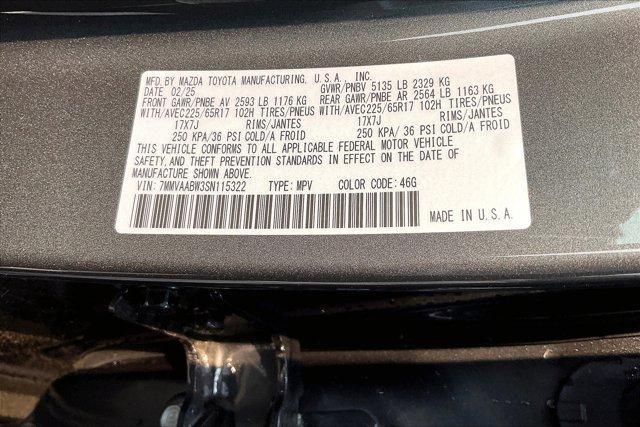 MFD. BY MAZDA TOYOTA MANUFACTURING, U.S.A., INC.
DATE 02/25 GVWR/PNBV 5135 LB 2329 KG
FRONT GAWR/PNBE AV 2593 LB 1176 KG REAR GAWR/PNBE AR 2564 LB 1163 KG
WITH/AVEC225/65R17 102H TIRES/PNEUS WITH/AVEC225/65R17 102H TIRES/PNEUS
17X7J RIMS/JANTES 17X7J RIMS/JANTES
250 KPA/36 PSI COLD/A FROID 250 KPA/36 PSI COLD/A FROID
THIS VEHICLE CONFORMS TO ALL APPLICABLE FEDERAL MOTOR VEHICLE
SAFETY, AND THEFT PREVENTION STANDARDS IN EFFECT ON THE DATE OF
MANUFACTURE SHOWN ABOVE.
VIN: 7MMVAABW3SN115322 TYPE: MPV COLOR CODE: 46G
MADE IN U.S.A.